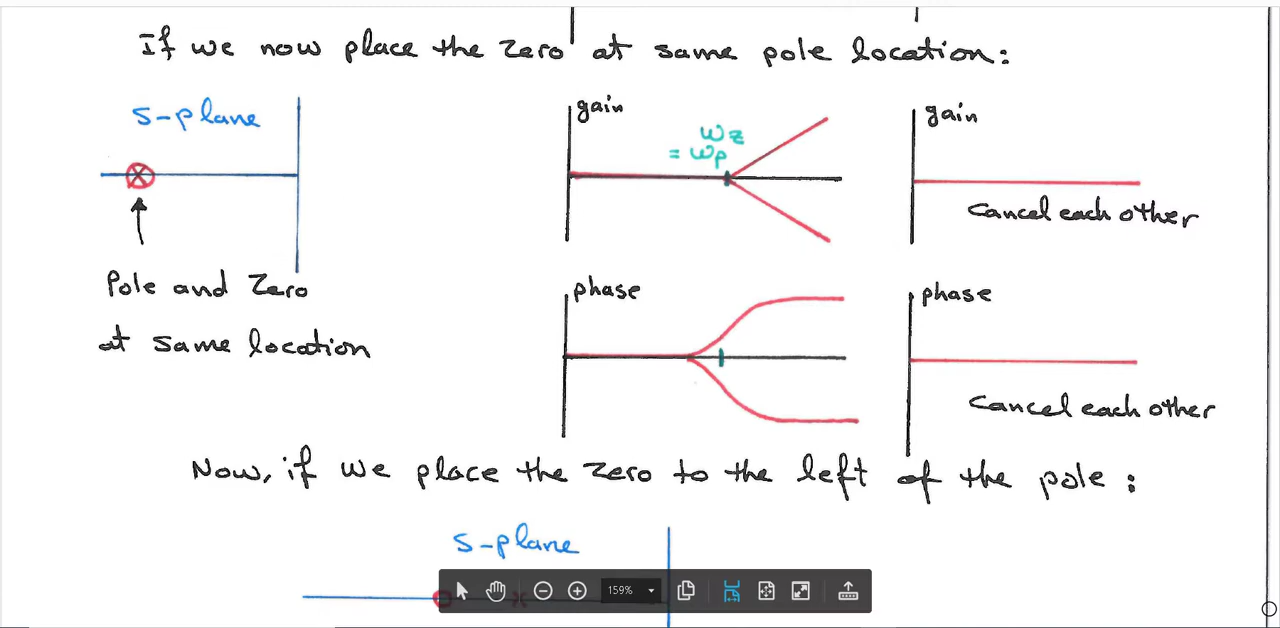 If we now place the zero at same pole location:
s-plane
Pole and Zero
at same location
gain
ωz
= ωp
gain
Cancel each other
phase
phase
Cancel each other
Now, if we place the zero to the left of the pole:
s-plane
159%